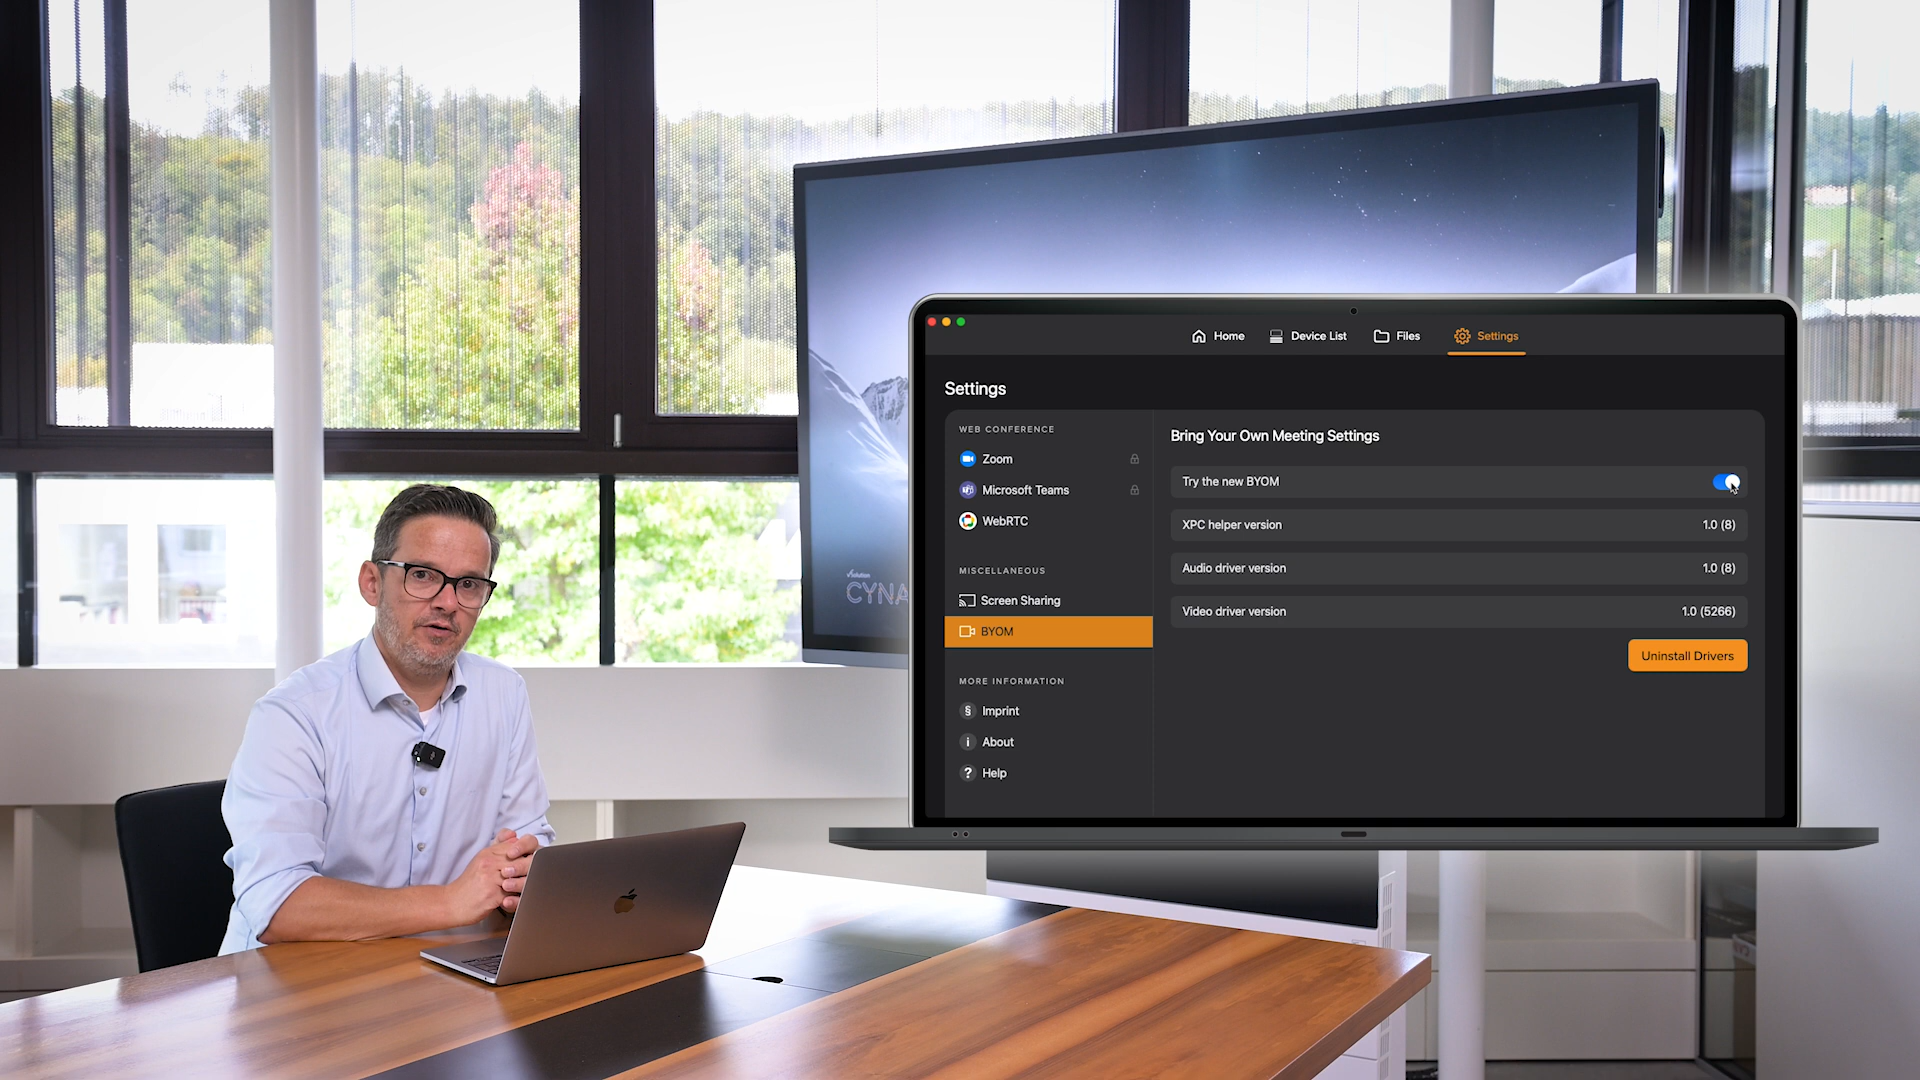 Home
Device List
Files
Settings
Settings
WEB CONFERENCE
Zoom
Microsoft Teams
WebRTC
MISCELLANEOUS
Screen Sharing
BYOM
MORE INFORMATION
§ Imprint
i About
? Help
Bring Your Own Meeting Settings
Try the new BYOM
XPC helper version 1.0 (8)
Audio driver version 1.0 (8)
Video driver version 1.0 (5266)
Uninstall Drivers
vSolution
CYNA